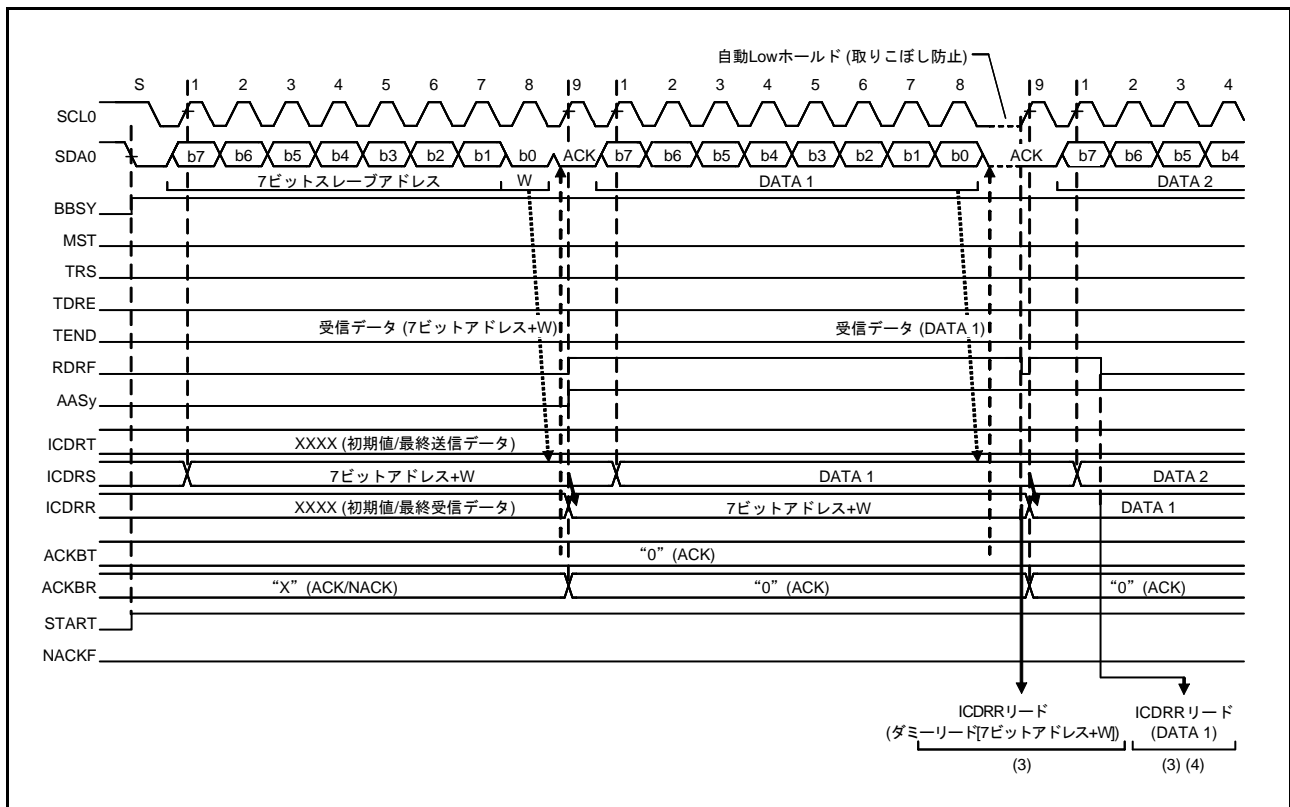 自動Lowホールド (取りこぼし防止)
S 1 2 3 4 5 6 7 8 9 1 2 3 4 5 6 7 8 9 1 2 3 4
SCL0
SDA0 b7 b6 b5 b4 b3 b2 b1 b0 ACK b7 b6 b5 b4 b3 b2 b1 b0 ACK b7 b6 b5 b4
7ビットスレーブアドレス W DATA 1 DATA 2
BBSY
MST
TRS
TDRE
TEND 受信データ (7ビットアドレス+W) 受信データ (DATA 1)
RDRF
AASy
ICDRT XXXX (初期値/最終送信データ)
ICDRS 7ビットアドレス+W DATA 1 DATA 2
ICDRR XXXX (初期値/最終受信データ) 7ビットアドレス+W DATA 1
ACKBT “0” (ACK)
ACKBR “X” (ACK/NACK) “0” (ACK) “0” (ACK)
START
NACKF
ICDRRリード ICDRRリード
(ダミーリード[7ビットアドレス+W]) (DATA 1)
(3) (3) (4)